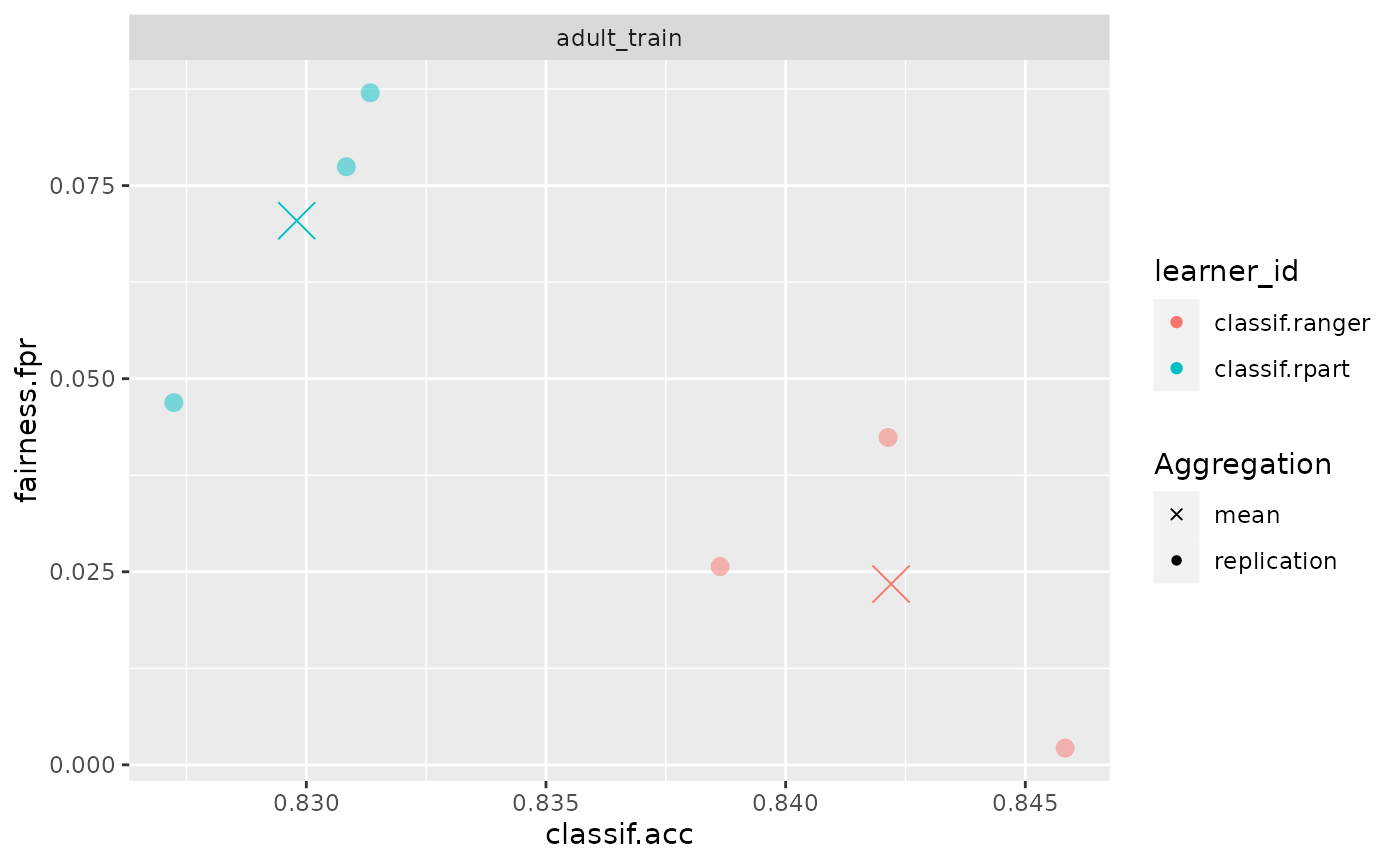 adult_train
0.075
0.050
0.025
0.000
fairness.fpr
0.830 0.835 0.840 0.845
classif.acc
learner_id
classif.ranger
classif.rpart
Aggregation
mean
replication